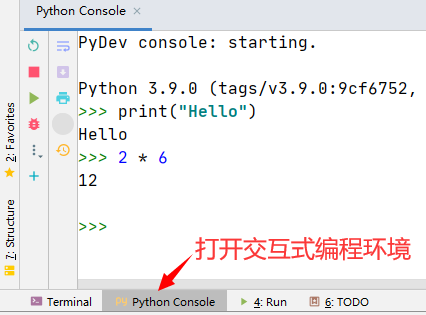 Python Console ×
PyDev console: starting.
Python 3.9.0 (tags/v3.9.0:9cf6752,
>>> print("Hello")
Hello
>>> 2 * 6
12
>>>
2: Favorites
7: Structure
打开交互式编程环境
Terminal Python Console 4: Run 6: TODO